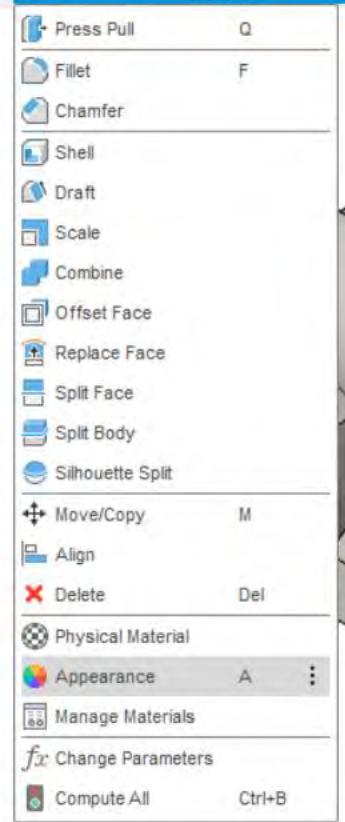 Press Pull Q
Fillet F
Chamfer
Shell
Draft
Scale
Combine
Offset Face
Replace Face
Split Face
Split Body
Silhouette Split
Move/Copy M
Align
Delete Del
Physical Material
Appearance A
Manage Materials
fx Change Parameters
Compute All Ctrl+B